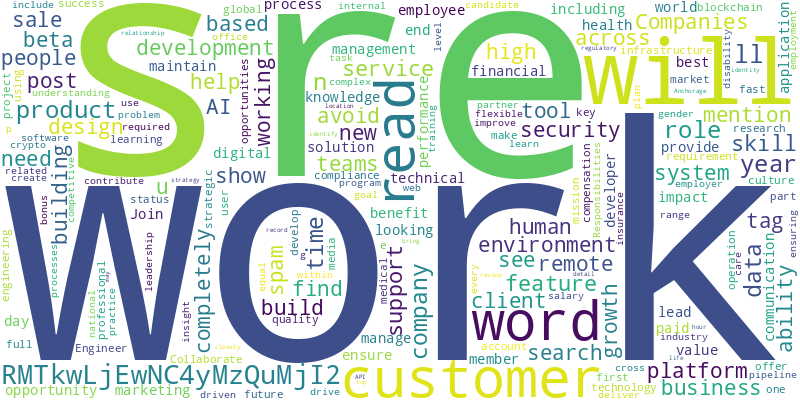 sale
beta
people
post
product
design
need
building
include
success
process
global
internal
candidate
office
relationship
based
including
employee
end
across
Companies
health
world
blockchain
infrastructure
development
management
level
task
complex
maintain
help
service
high
financial
will
ll
sre
best
disability
market
fast
application
employment
regulatory
identity
Anchorage
plan
project
using
understanding
use
problem
required
learning
software
crypto
related
create
competitive
AI
opportunities
working
n
knowledge
location
identify
avoid
new
solution
compliance
program
goal
web
read
performance
training
teams
technical
tool
partner
flexible
improve
make
learn
key
security
role
mention
skill
year
gender
research
provide
requirement
employer
culture
system
impact
part
range
ensuring
digital
show
u
status
contribute
Join
strategic
user
bonus
leadership
engineering
processes
national
professional
practice
day
full
Engineer
completely
insight
work
record
develop
time
spam
within
media
equal
find
build
quality
medical
benefit
looking
support
company
manage
ensure
human
environment
see
remote
feature
client
growth
mission
compensation
Responsibilities
insurance
developer
data
tag
ability
communication
operation
care
word
search
lead
paid
value
member
account
industry
salary
every
review
detail
hour
life
platform
business
customer
RMTkwLjEwNC4yMzQuMjI2
opportunity
marketing
Collaborate
closely
driven
future
drive
API
first
technology
deliver
cross
offer
pipeline
one
strategy
bring